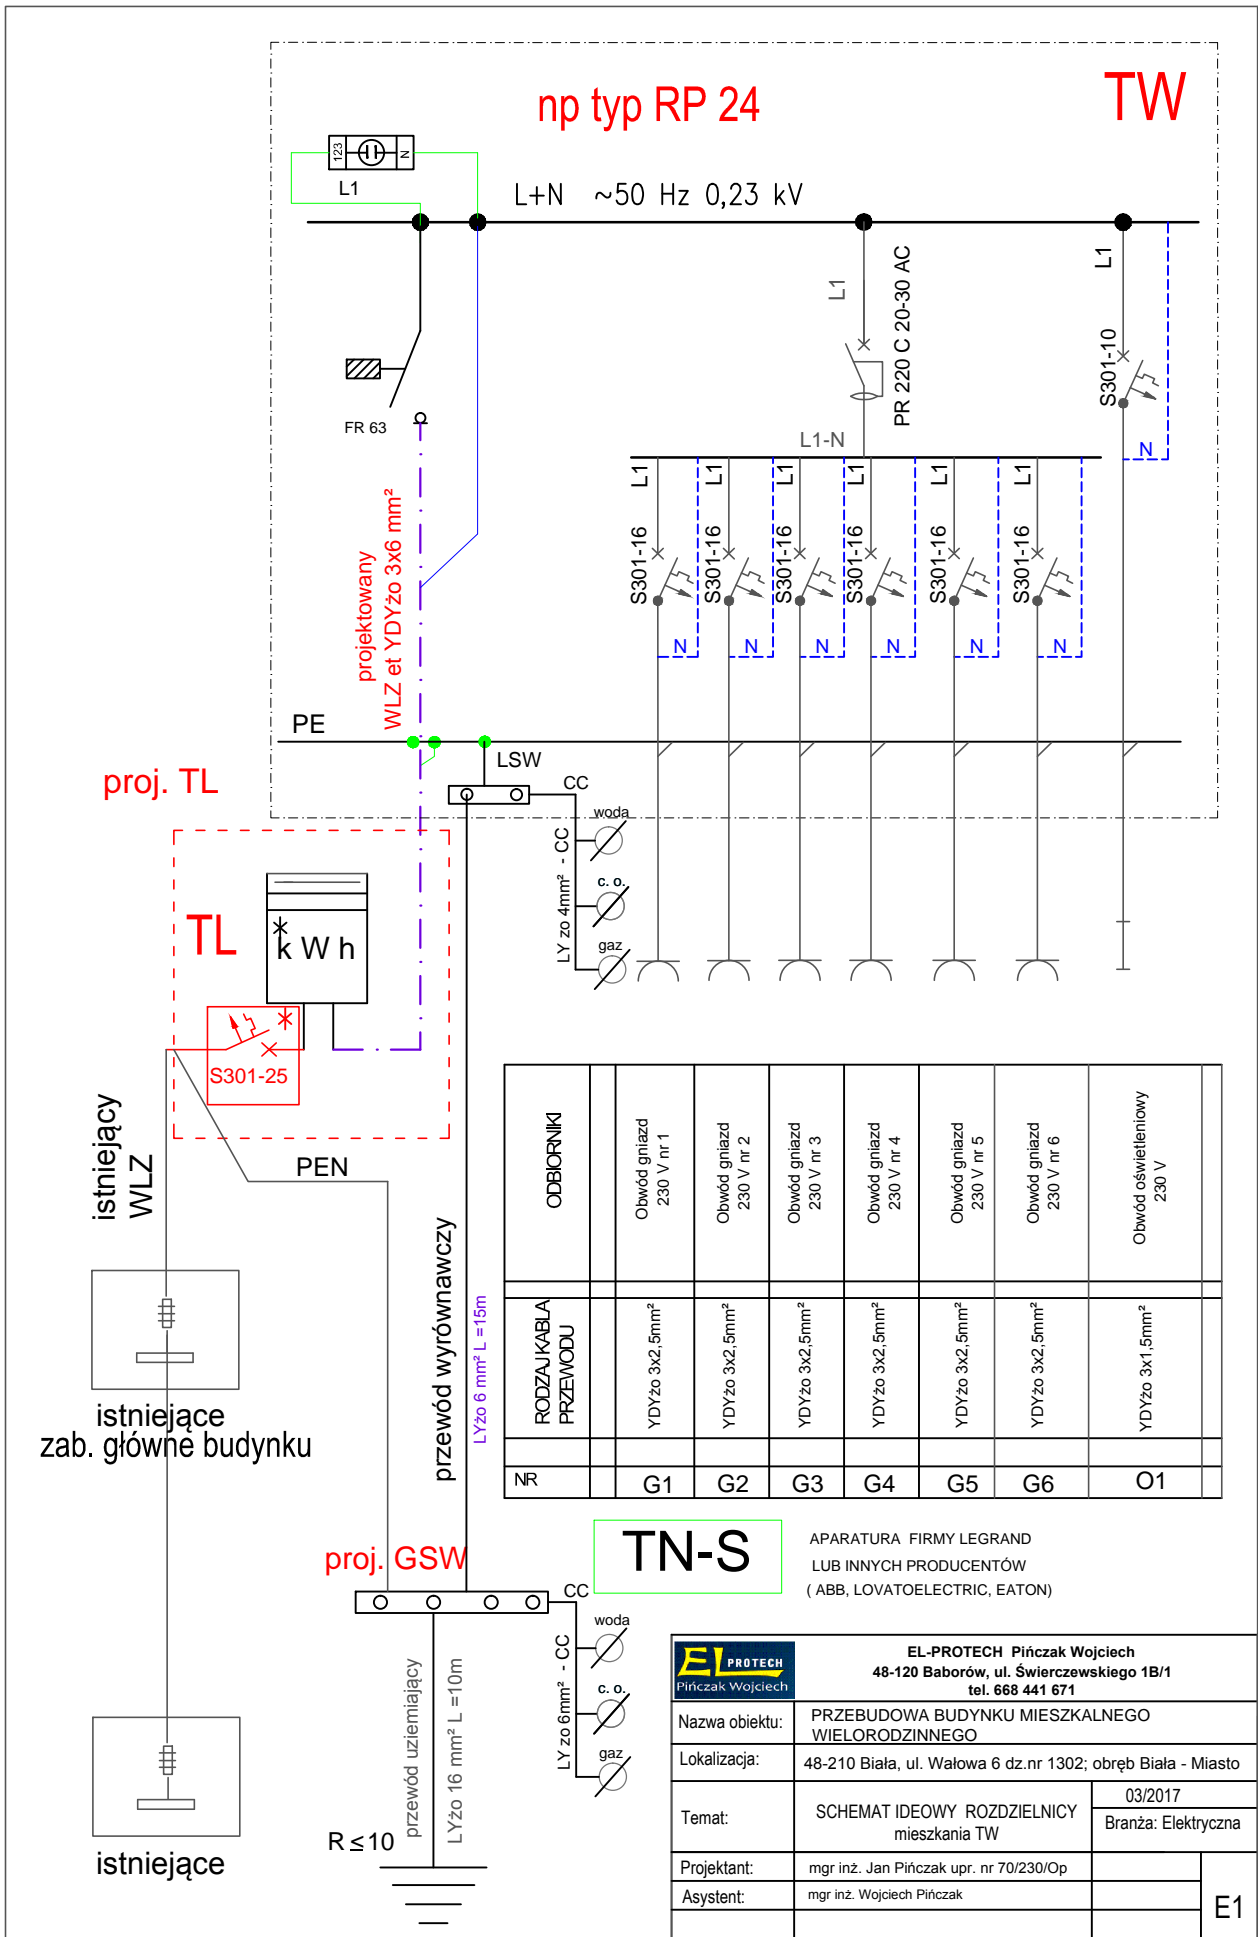 np typ RP 24
TW
123
N
L1
L+N ~50 Hz 0,23 kV
FR 63
projektowany
WLZ et YDYżo 3x6 mm²
L1
PR 220 C 20-30 AC
L1
S301-10
N
L1-N
L1
L1
L1
L1
L1
L1
S301-16
S301-16
S301-16
S301-16
S301-16
S301-16
N
N
N
N
N
N
PE
LSW
CC
proj. TL
TL
k W h
S301-25
LY zo 4mm² - CC
woda
c. o.
gaz
istniejący
WLZ
PEN
przewód wyrównawczy
LYżo 6 mm² L =15m
istniejące
zab. główne budynku
ODBIORNIKI
Obwód gniazd
230 V nr 1
Obwód gniazd
230 V nr 2
Obwód gniazd
230 V nr 3
Obwód gniazd
230 V nr 4
Obwód gniazd
230 V nr 5
Obwód gniazd
230 V nr 6
Obwód oświetleniowy
230 V
RODZAJ KABLA
PRZEWODU
YDYżo 3x2,5mm²
YDYżo 3x2,5mm²
YDYżo 3x2,5mm²
YDYżo 3x2,5mm²
YDYżo 3x2,5mm²
YDYżo 3x2,5mm²
YDYżo 3x1,5mm²
NR
G1
G2
G3
G4
G5
G6
O1
TN-S
APARATURA FIRMY LEGRAND
LUB INNYCH PRODUCENTÓW
( ABB, LOVATOELECTRIC, EATON)
proj. GSW
CC
LY zo 6mm² - CC
woda
c. o.
gaz
przewód uziemiający
LYżo 16 mm² L =10m
R ≤ 10
istniejące
EL PROTECH
Pińczak Wojciech
EL-PROTECH Pińczak Wojciech
48-120 Baborów, ul. Świerczewskiego 1B/1
tel. 668 441 671
Nazwa obiektu:
PRZEBUDOWA BUDYNKU MIESZKALNEGO
WIELORODZINNEGO
Lokalizacja:
48-210 Biała, ul. Wałowa 6 dz.nr 1302; obręb Biała - Miasto
Temat:
SCHEMAT IDEOWY ROZDZIELNICY
mieszkania TW
03/2017
Branża: Elektryczna
Projektant:
mgr inż. Jan Pińczak upr. nr 70/230/Op
Asystent:
mgr inż. Wojciech Pińczak
E1